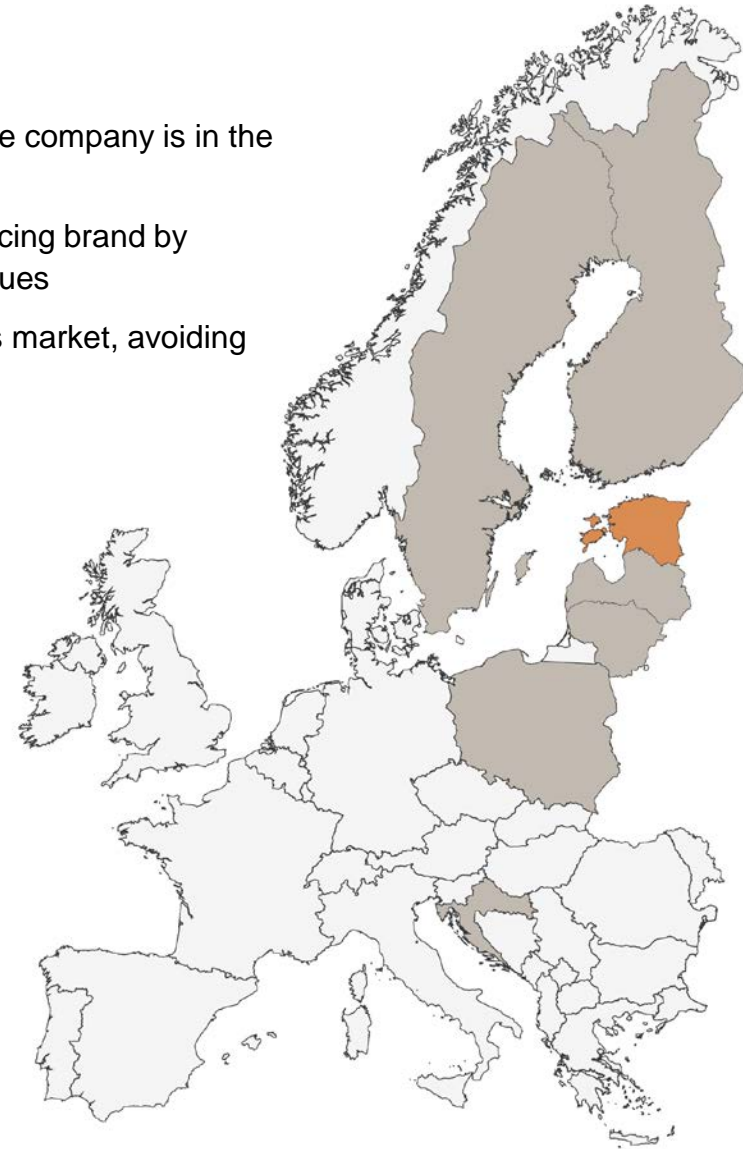 e company is in the
cing brand by
ues
s market, avoiding